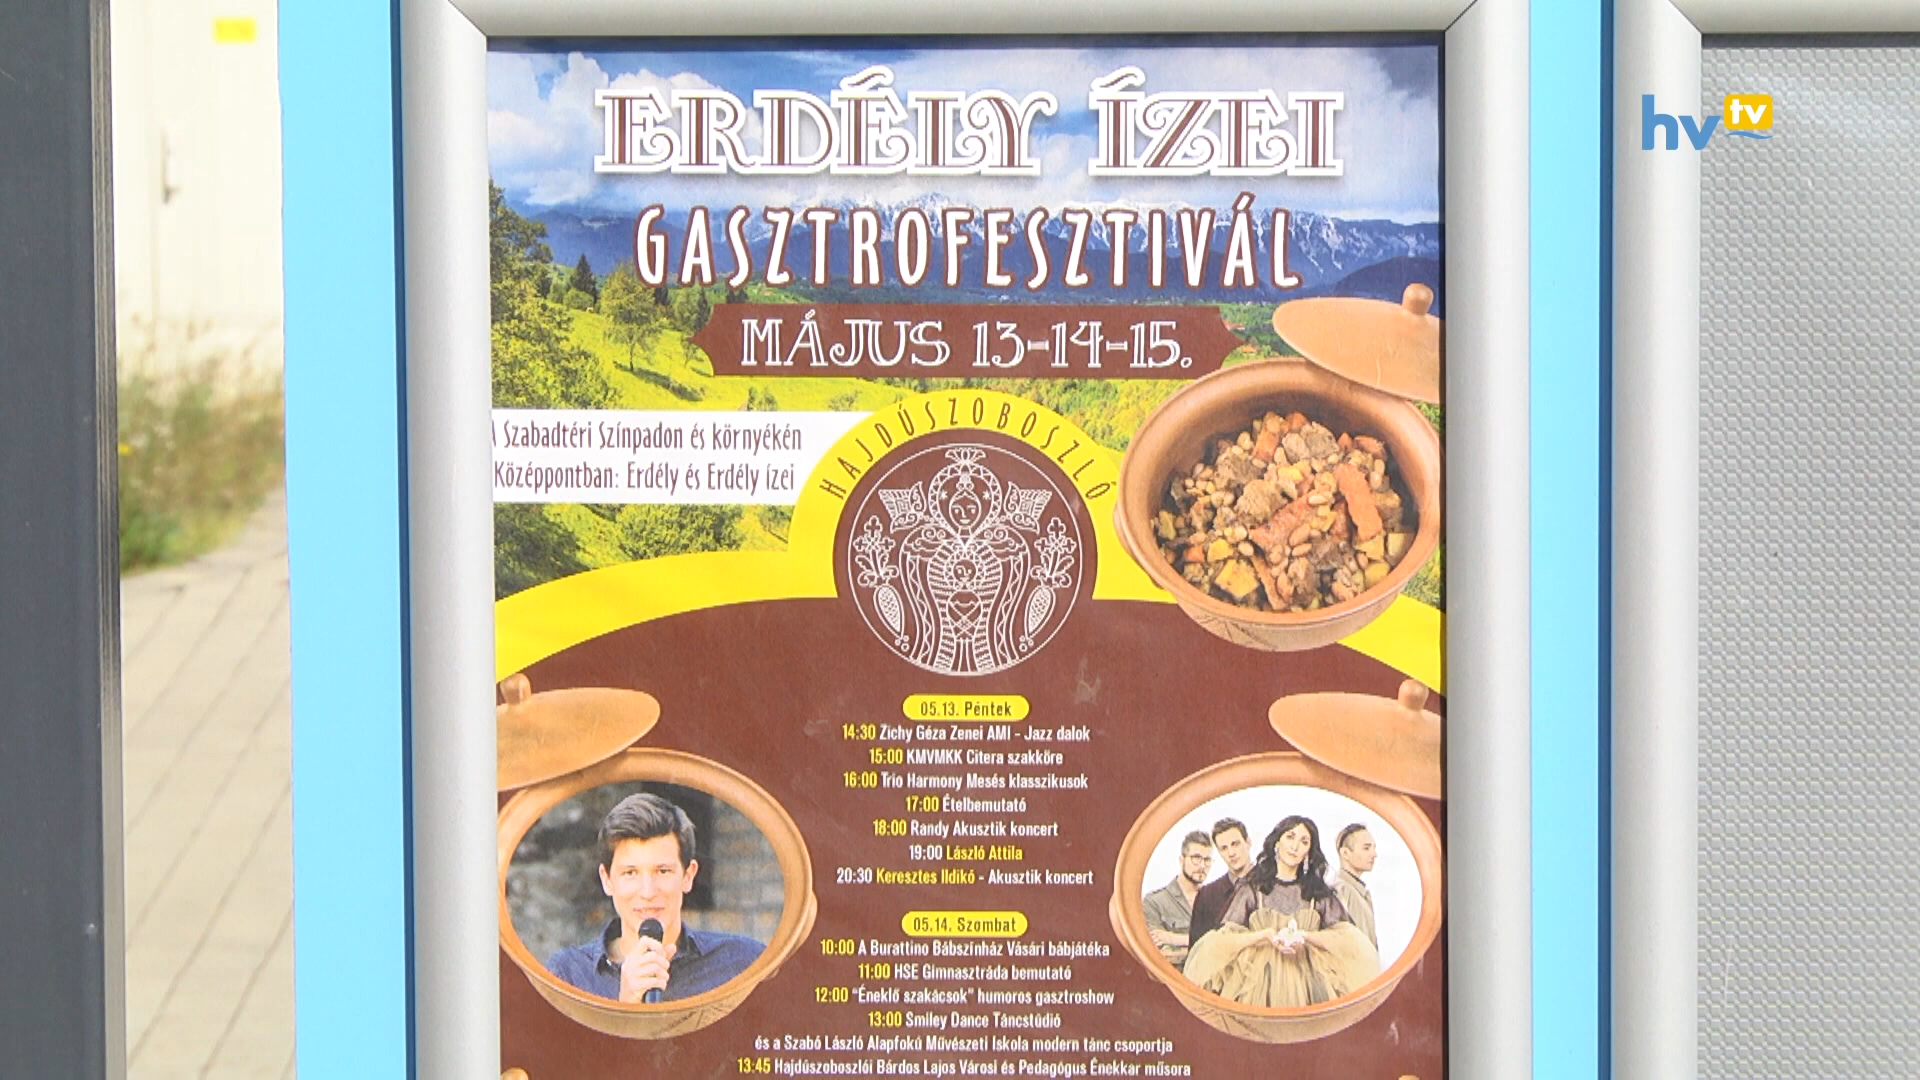 hv tv
ERDÉLY ÍZEI
GASZTROFESZTIVÁL
MÁJUS 13-14-15.
A Szabadtéri Színpadon és környékén
Középpontban: Erdély és Erdély ízei
HAJDÚSZOBOSZLÓ
05.13. Péntek
14:30 Zichy Géza Zenei AMI - Jazz dalok
15:00 KMVMKK Citera szakköre
16:00 Trio Harmony Mesés klasszikusok
17:00 Ételbemutató
18:00 Randy Akusztik koncert
19:00 László Attila
20:30 Keresztes Ildikó - Akusztik koncert
05.14. Szombat
10:00 A Burattino Bábszínház Vásári bábjátéka
11:00 HSE Gimnasztráda bemutató
12:00 "Éneklő szakácsok" humoros gasztroshow
13:00 Smiley Dance Táncstúdió
és a Szabó László Alapfokú Művészeti Iskola modern tánc csoportja
13:45 Hajdúszoboszlói Bárdos Lajos Városi és Pedagógus Énekkar műsora